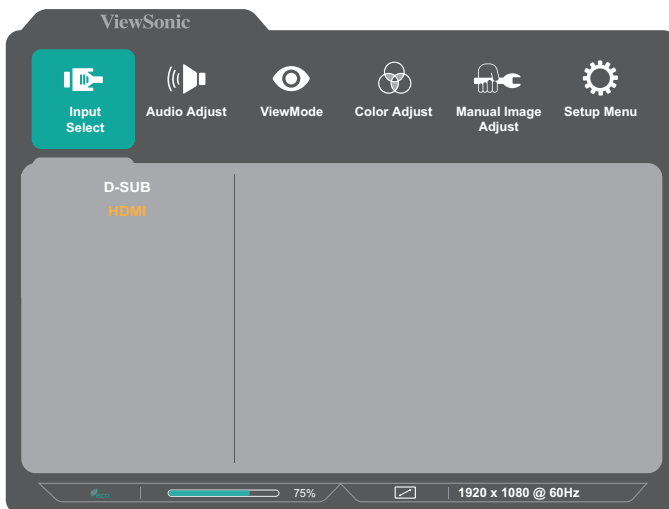 ViewSonic
Input
Select
Audio Adjust
ViewMode
Color Adjust
Manual Image
Adjust
Setup Menu
D-SUB
HDMI
eco
75%
1920 x 1080 @ 60Hz